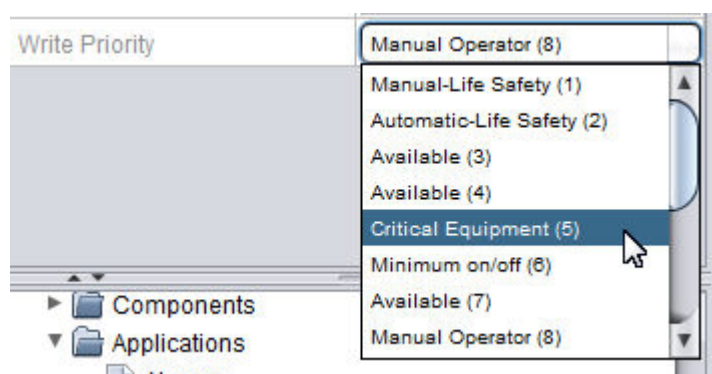 Write Priority
Manual Operator (8)
Manual-Life Safety (1)
Automatic-Life Safety (2)
Available (3)
Available (4)
Critical Equipment (5)
Minimum on/off (6)
Available (7)
Manual Operator (8)
Components
Applications